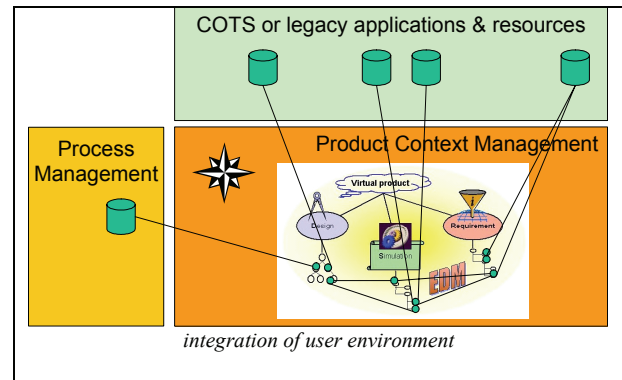 COTS or legacy applications & resources
Process
Management
Product Context Management
Virtual product
Design
i
Requirement
Simulation
EDM
integration of user environment